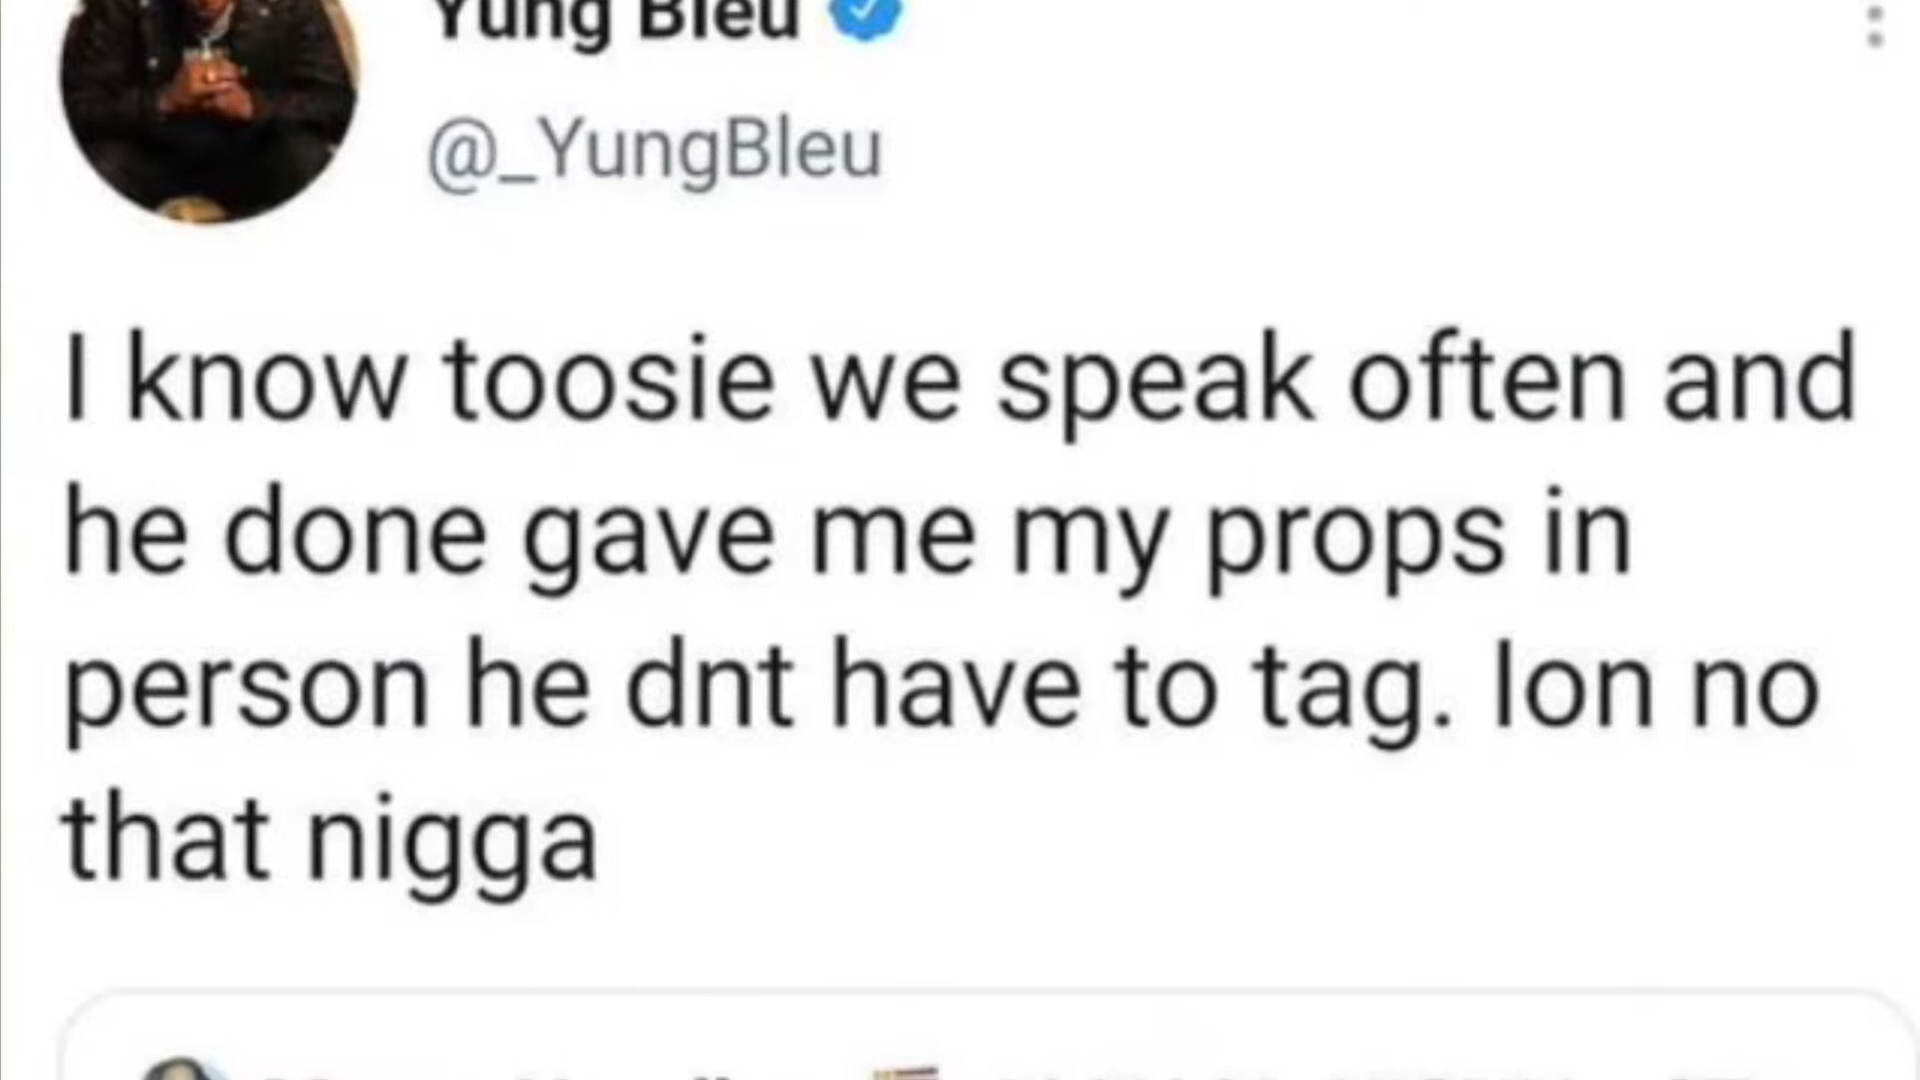 Yung Bleu
@_YungBleu
I know toosie we speak often and
he done gave me my props in
person he dnt have to tag. Ion no
that nigga